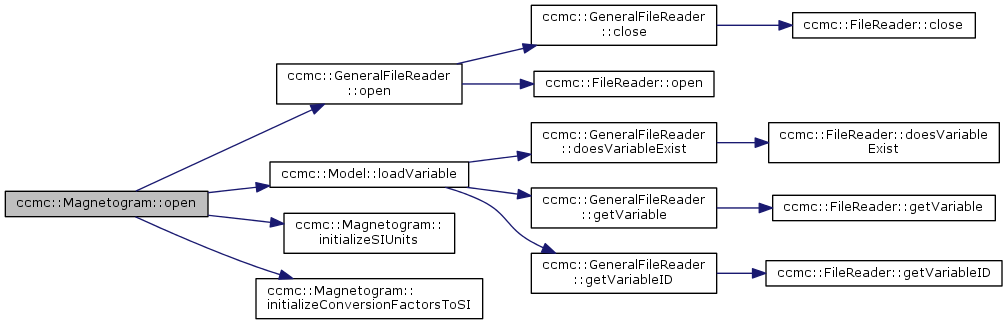 ccmc::Magnetogram::open
ccmc::GeneralFileReader
::open
ccmc::Model::loadVariable
ccmc::Magnetogram::
initializeSIUnits
ccmc::Magnetogram::
initializeConversionFactorsToSI
ccmc::GeneralFileReader
::close
ccmc::FileReader::open
ccmc::GeneralFileReader
::doesVariableExist
ccmc::GeneralFileReader
::getVariable
ccmc::GeneralFileReader
::getVariableID
ccmc::FileReader::close
ccmc::FileReader::doesVariable
Exist
ccmc::FileReader::getVariable
ccmc::FileReader::getVariableID